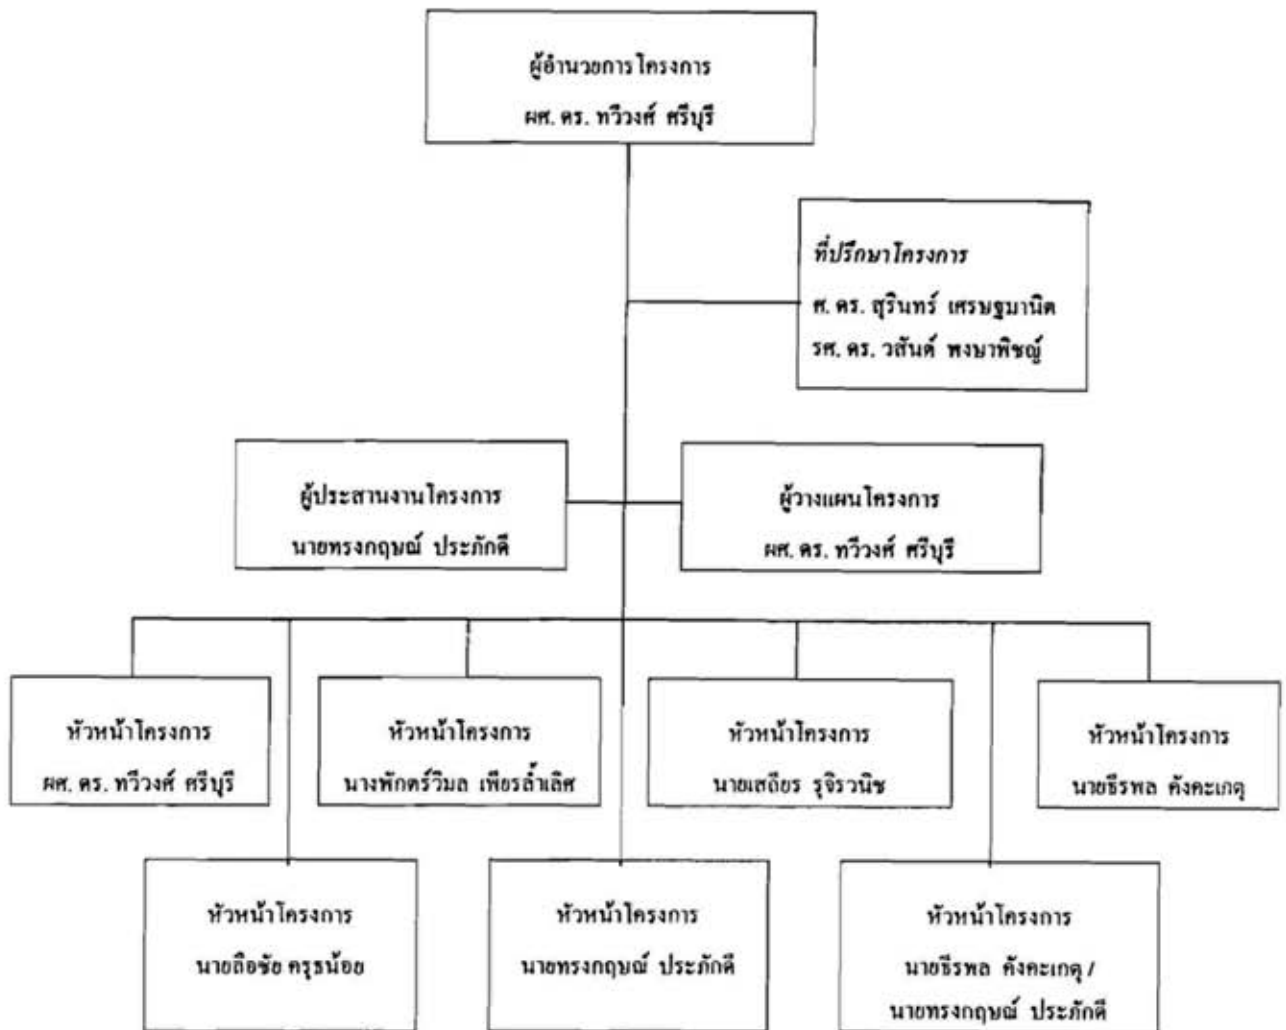 ผู้อำนวยการโครงการ
ผศ. ดร. ทวีวงศ์ ศรีบุรี
ที่ปรึกษาโครงการ
ศ. ดร. สุรินทร์ เศรษฐมานิต
รศ. ดร. วสันต์ พงษาพิชญ์
ผู้ประสานงานโครงการ
นายทรงกฤษณ์ ประภักดี
ผู้วางแผนโครงการ
ผศ. ดร. ทวีวงศ์ ศรีบุรี
หัวหน้าโครงการ
ผศ. ดร. ทวีวงศ์ ศรีบุรี
หัวหน้าโครงการ
นางพักตร์วิมล เพียรล้ำเลิศ
หัวหน้าโครงการ
นายเสถียร รุจิรวนิช
หัวหน้าโครงการ
นายธีรพล คังคะเกตุ
หัวหน้าโครงการ
นายลือชัย ครุธน้อย
หัวหน้าโครงการ
นายทรงกฤษณ์ ประภักดี
หัวหน้าโครงการ
นายธีรพล คังคะเกตุ /
นายทรงกฤษณ์ ประภักดี